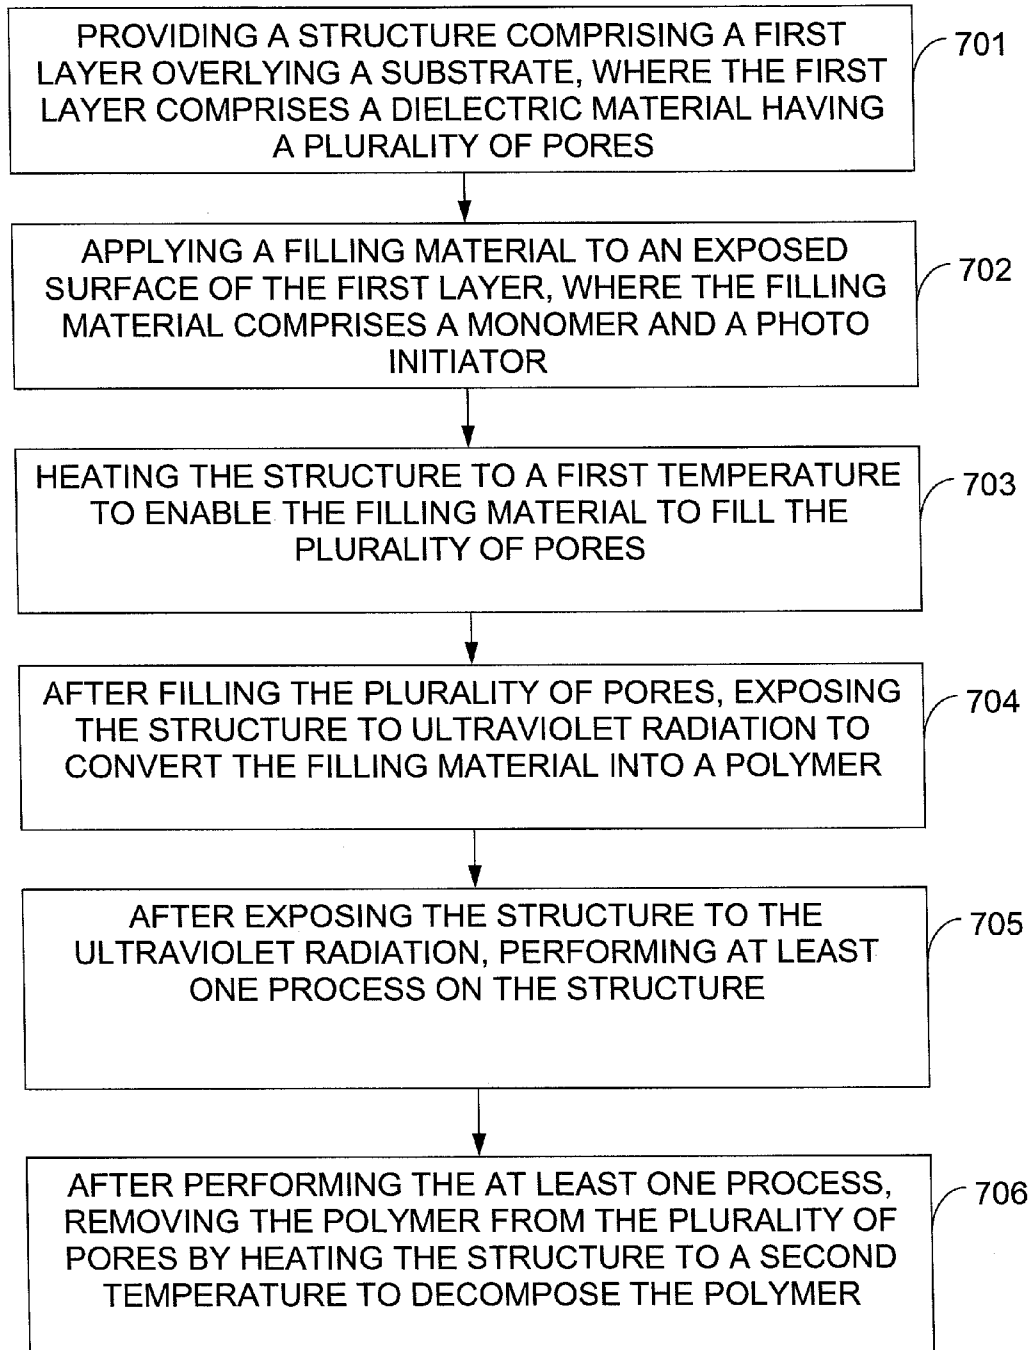 PROVIDING A STRUCTURE COMPRISING A FIRST
LAYER OVERLYING A SUBSTRATE, WHERE THE FIRST
LAYER COMPRISES A DIELECTRIC MATERIAL HAVING
A PLURALITY OF PORES
701
APPLYING A FILLING MATERIAL TO AN EXPOSED
SURFACE OF THE FIRST LAYER, WHERE THE FILLING
MATERIAL COMPRISES A MONOMER AND A PHOTO
INITIATOR
702
HEATING THE STRUCTURE TO A FIRST TEMPERATURE
TO ENABLE THE FILLING MATERIAL TO FILL THE
PLURALITY OF PORES
703
AFTER FILLING THE PLURALITY OF PORES, EXPOSING
THE STRUCTURE TO ULTRAVIOLET RADIATION TO
CONVERT THE FILLING MATERIAL INTO A POLYMER
704
AFTER EXPOSING THE STRUCTURE TO THE
ULTRAVIOLET RADIATION, PERFORMING AT LEAST
ONE PROCESS ON THE STRUCTURE
705
AFTER PERFORMING THE AT LEAST ONE PROCESS,
REMOVING THE POLYMER FROM THE PLURALITY OF
PORES BY HEATING THE STRUCTURE TO A SECOND
TEMPERATURE TO DECOMPOSE THE POLYMER
706